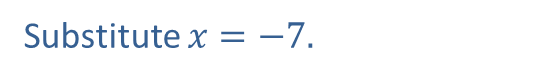 Substitute x = −7.